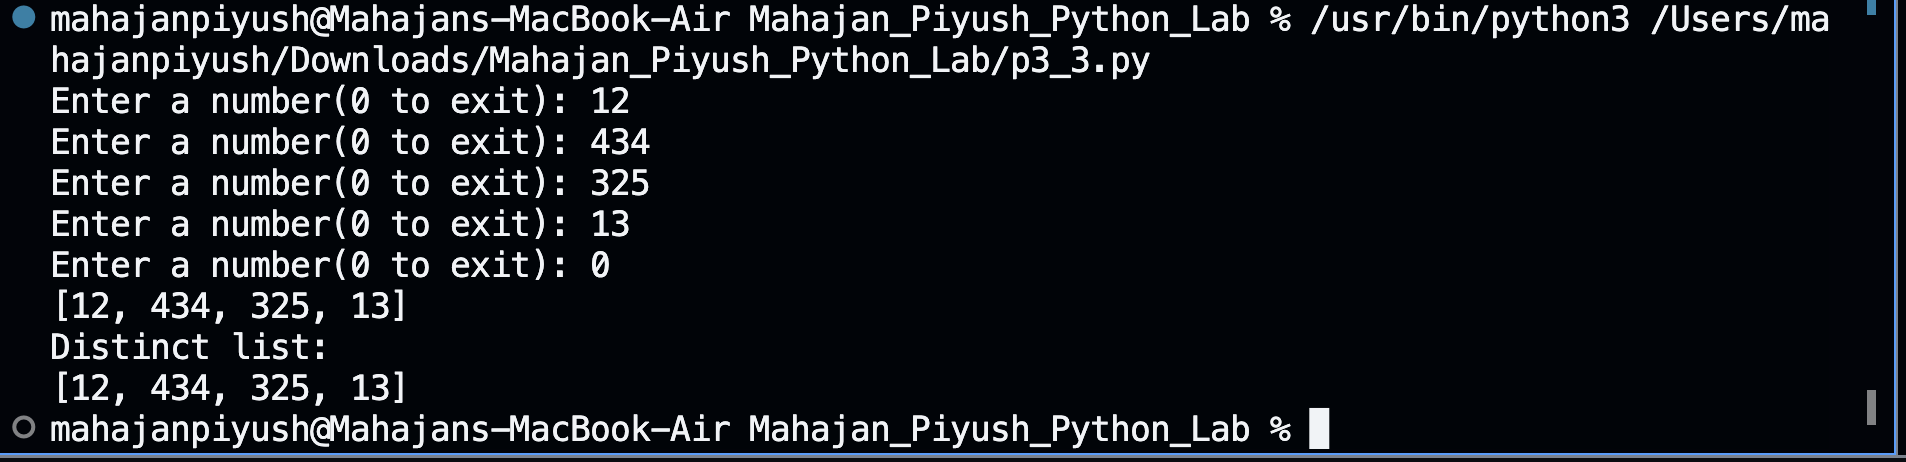 mahajanpiyush@Mahajans-MacBook-Air Mahajan_Piyush_Python_Lab % /usr/bin/python3 /Users/ma
hajanpiyush/Downloads/Mahajan_Piyush_Python_Lab/p3_3.py
Enter a number(0 to exit): 12
Enter a number(0 to exit): 434
Enter a number(0 to exit): 325
Enter a number(0 to exit): 13
Enter a number(0 to exit): 0
[12, 434, 325, 13]
Distinct list:
[12, 434, 325, 13]
mahajanpiyush@Mahajans-MacBook-Air Mahajan_Piyush_Python_Lab %